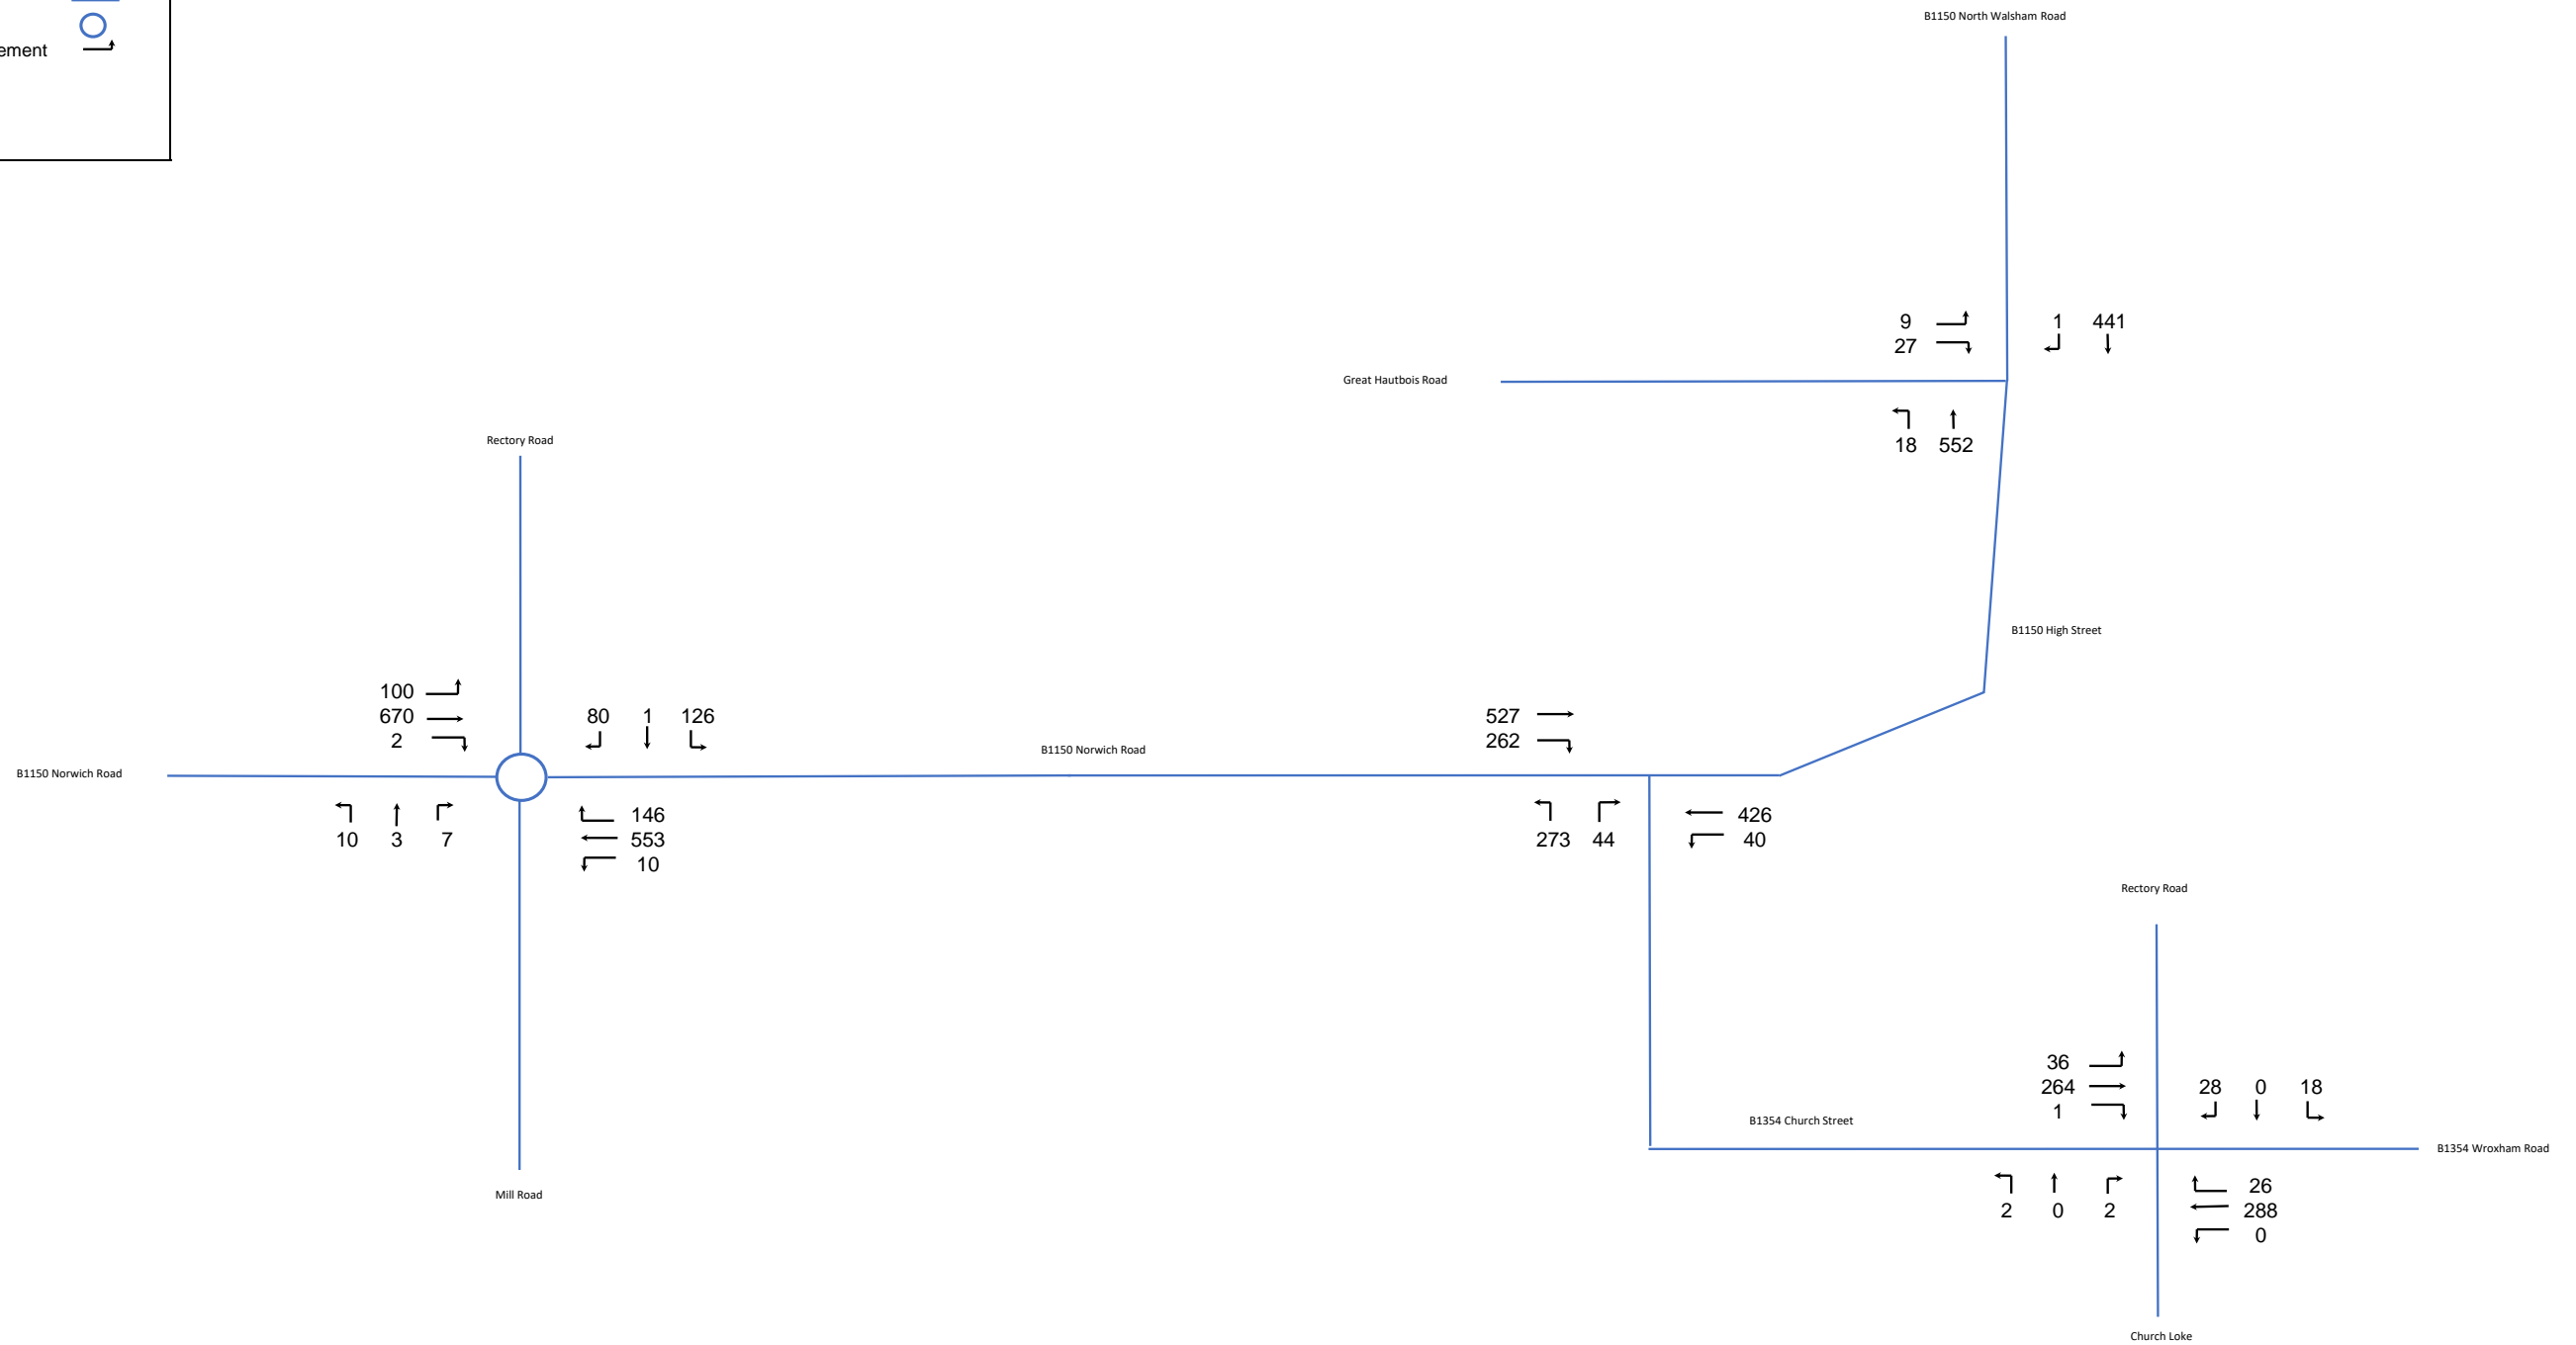 B1150 North Walsham Road
ement
9 1 441
27
Great Hautbois Road
18 552
Rectory Road
B1150 High Street
100
670 80 1 126
2
527
262
B1150 Norwich Road
B1150 Norwich Road
146
10 3 7 553
10
426
273 44 40
Rectory Road
36
264 28 0 18
1
B1354 Church Street
B1354 Wroxham Road
26
2 0 2 288
0
Mill Road
Church Loke